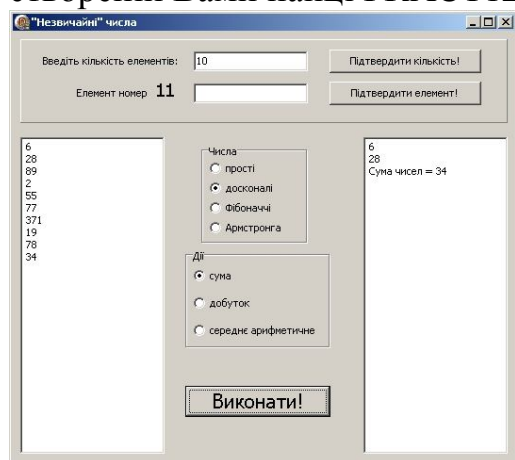 "Незвичайні" числа
Введіть кількість елементів:
10
Підтвердити кількість!
Елемент номер 11
Підтвердити елемент!
6
28
89
2
55
77
371
19
78
34
Числа
прості
досконалі
Фібоначчі
Армстронга
Дії
сума
добуток
середнє арифметичне
Виконати!
6
28
Сума чисел = 34